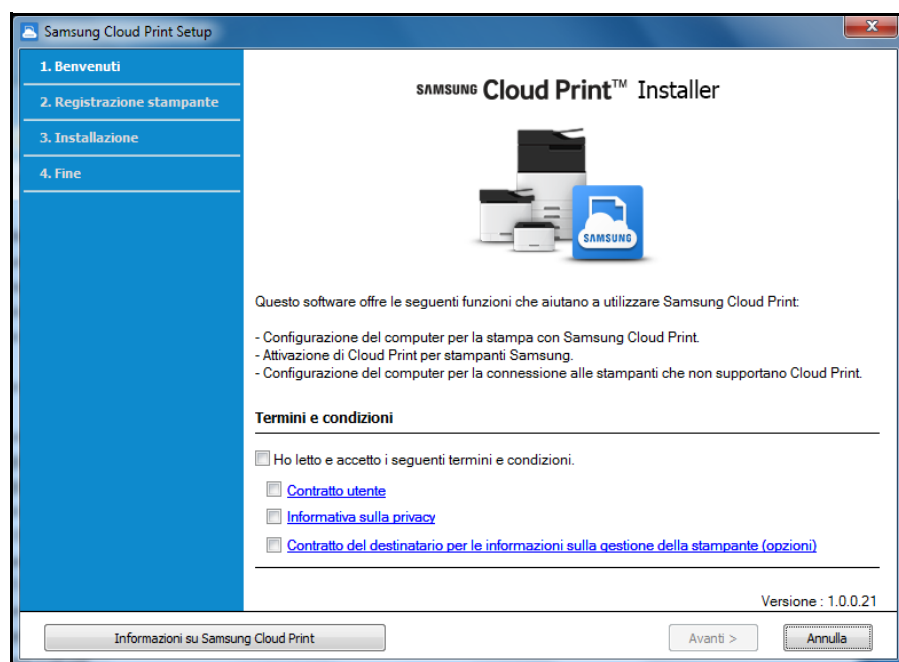 Samsung Cloud Print Setup
1. Benvenuti
2. Registrazione stampante
3. Installazione
4. Fine
SAMSUNG Cloud Print™ Installer
SAMSUNG
Questo software offre le seguenti funzioni che aiutano a utilizzare Samsung Cloud Print:
- Configurazione del computer per la stampa con Samsung Cloud Print.
- Attivazione di Cloud Print per stampanti Samsung.
- Configurazione del computer per la connessione alle stampanti che non supportano Cloud Print.
Termini e condizioni
Ho letto e accetto i seguenti termini e condizioni.
Contratto utente
Informativa sulla privacy
Contratto del destinatario per le informazioni sulla gestione della stampante (opzioni)
Versione : 1.0.0.21
Informazioni su Samsung Cloud Print
Avanti >
Annulla